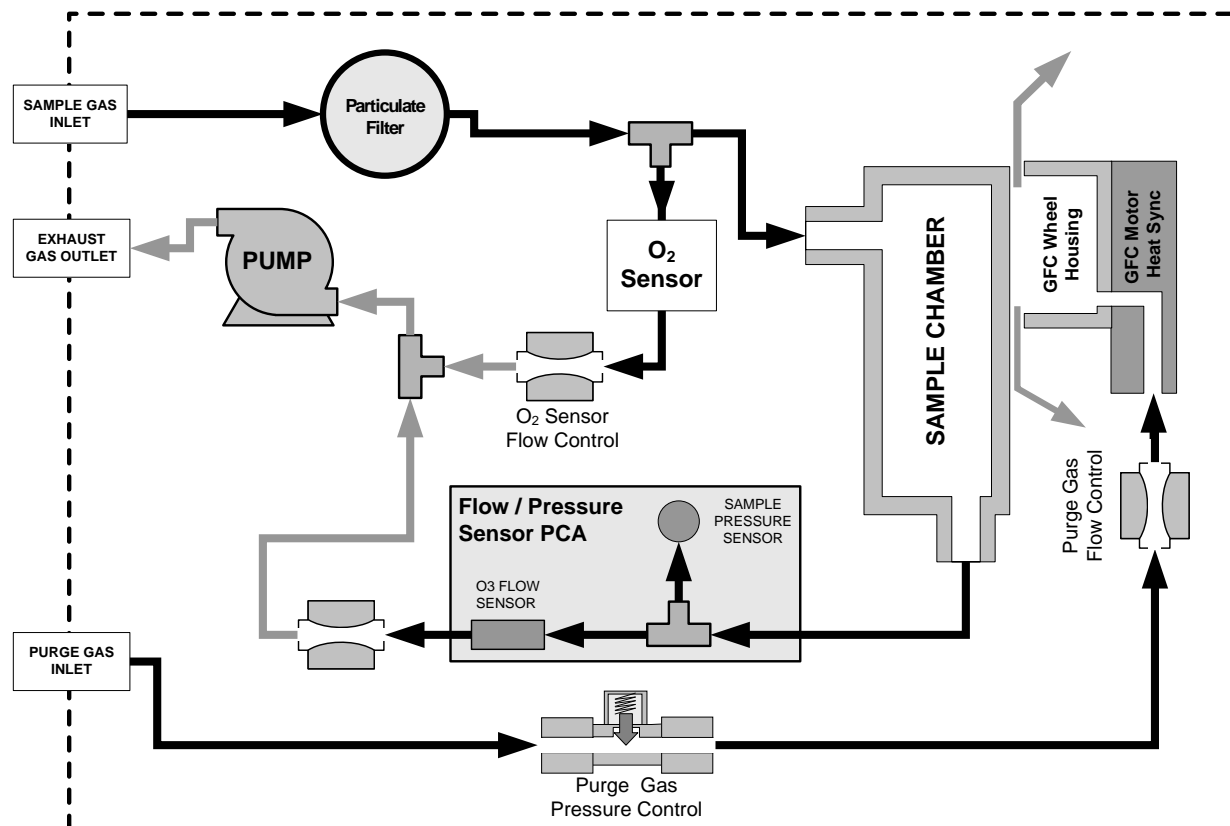 SAMPLE GAS
INLET
Particulate
Filter
EXHAUST
GAS OUTLET
PUMP
O₂
Sensor
SAMPLE CHAMBER
GFC Wheel
Housing
GFC Motor
Heat Sync
O₂ Sensor
Flow Control
Purge Gas
Flow Control
Flow / Pressure
Sensor PCA
SAMPLE
PRESSURE
SENSOR
O3 FLOW
SENSOR
PURGE GAS
INLET
Purge Gas
Pressure Control